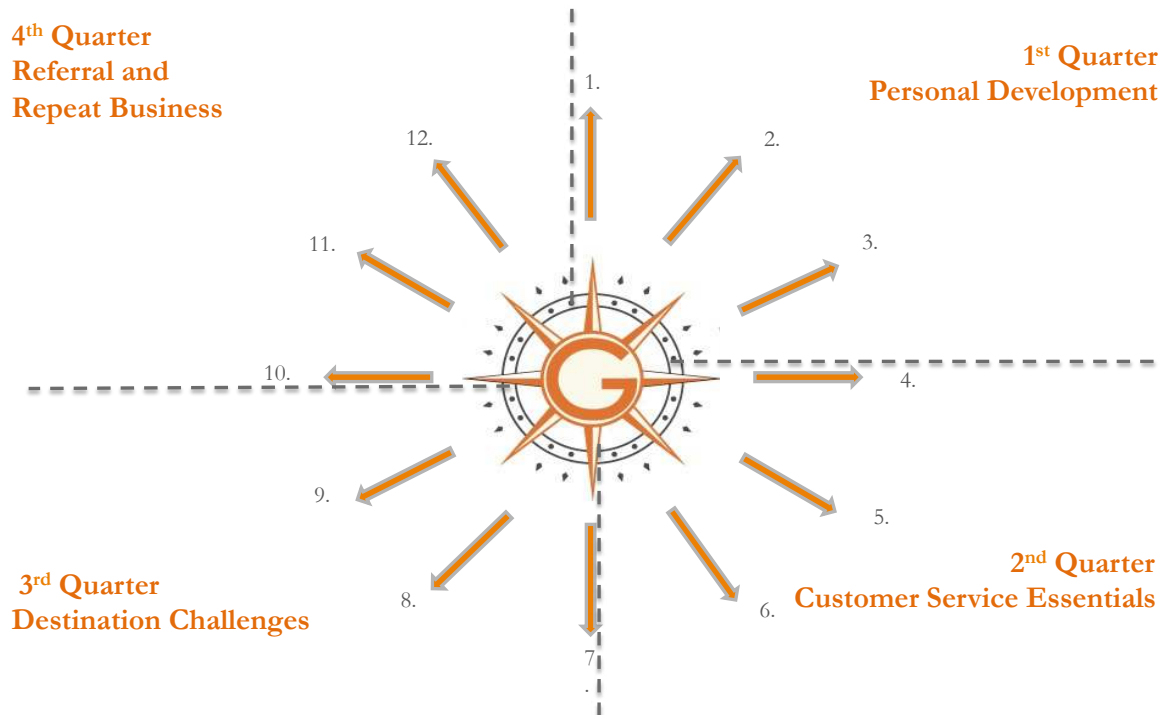 4th Quarter
Referral and
Repeat Business
1st Quarter
Personal Development
1.
2.
3.
4.
5.
6.
7
.
8.
9.
10.
11.
12.
G
2nd Quarter
Customer Service Essentials
3rd Quarter
Destination Challenges